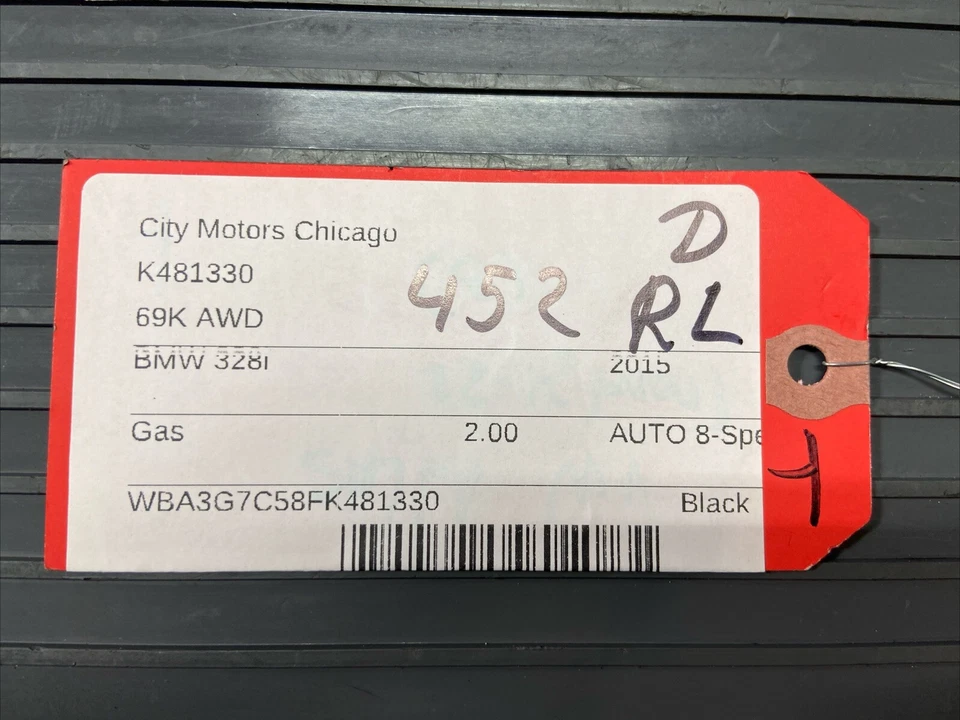 City Motors Chicago
D
K481330
452
RL
69K AWD
BMW 328i 2015
Gas 2.00 AUTO 8-Spe
WBA3G7C58FK481330 Black